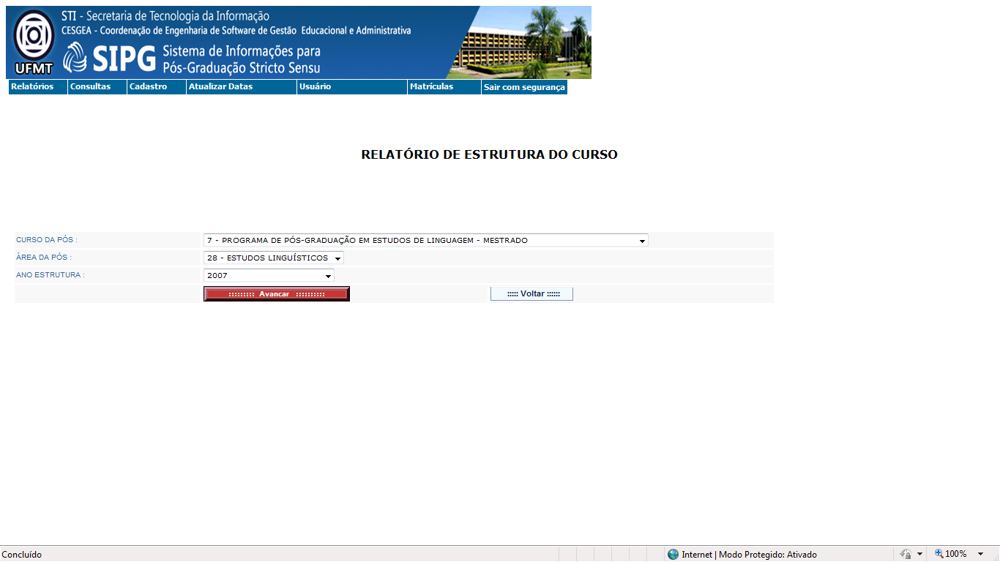 STI - Secretaria de Tecnologia da Informação
CESGEA - Coordenação de Engenharia de Software de Gestão Educacional e Administrativa
UFMT
SIPG
Sistema de Informações para
Pós-Graduação Stricto Sensu
Relatórios Consultas Cadastro Atualizar Datas Usuário Matrículas Sair com segurança
RELATÓRIO DE ESTRUTURA DO CURSO
CURSO DA PÓS : 7 - PROGRAMA DE PÓS-GRADUAÇÃO EM ESTUDOS DE LINGUAGEM - MESTRADO
ÁREA DA PÓS : 28 - ESTUDOS LINGUÍSTICOS
ANO ESTRUTURA : 2007
::::::::: Avancar :::::::::: ::::: Voltar ::::::
Concluído Internet | Modo Protegido: Ativado 100%